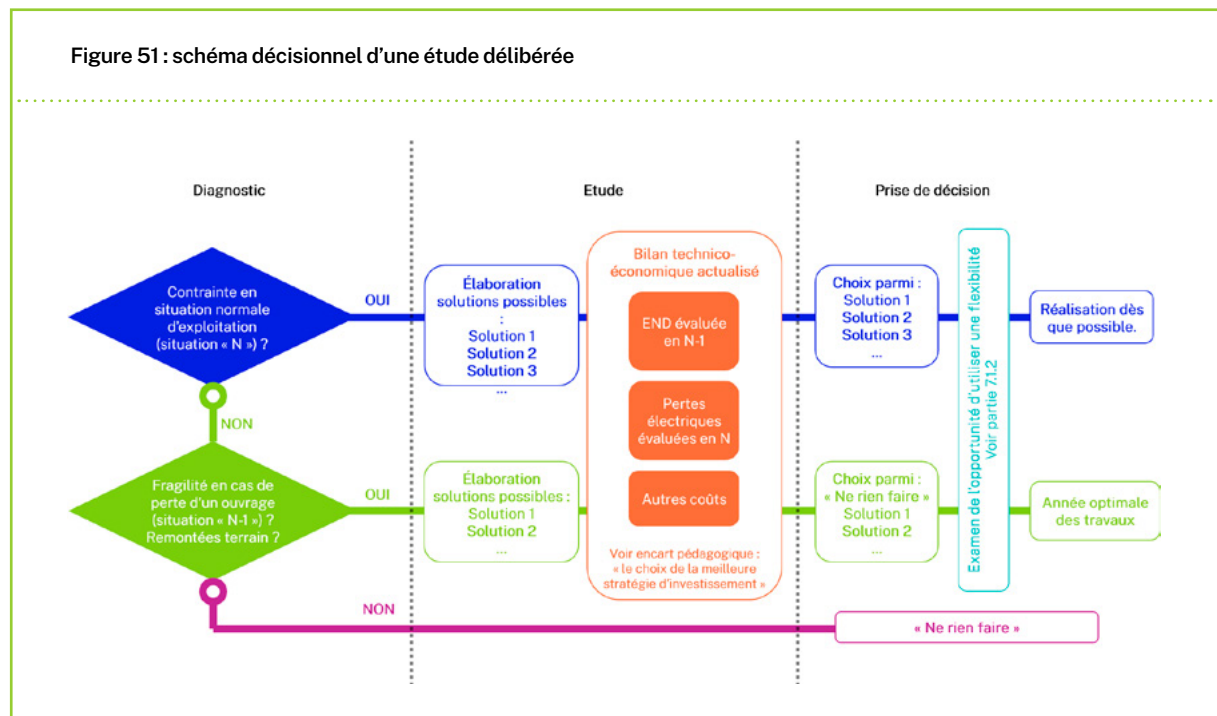 Figure 51 : schéma décisionnel d’une étude délibérée
Diagnostic
Etude
Prise de décision
Contrainte en
situation normale
d'exploitation
(situation « N ») ?
OUI
Élaboration
solutions possibles
:
Solution 1
Solution 2
Solution 3
...
Bilan technico-
économique actualisé
END évaluée
en N-1
Pertes
électriques
évaluées en N
Autres coûts
Voir encart pédagogique :
« le choix de la meilleure
stratégie d'investissement »
Choix parmi :
Solution 1
Solution 2
Solution 3
...
Examen de l'opportunité d'utiliser une flexibilité
Voir partie 7.1.2
Réalisation dès
que possible.
NON
Fragilité en cas de
perte d'un ouvrage
(situation « N-1 ») ?
Remontées terrain ?
OUI
Élaboration
solutions possibles :
Solution 1
Solution 2
...
Choix parmi :
« Ne rien faire »
Solution 1
Solution 2
...
Année optimale
des travaux
NON
« Ne rien faire »